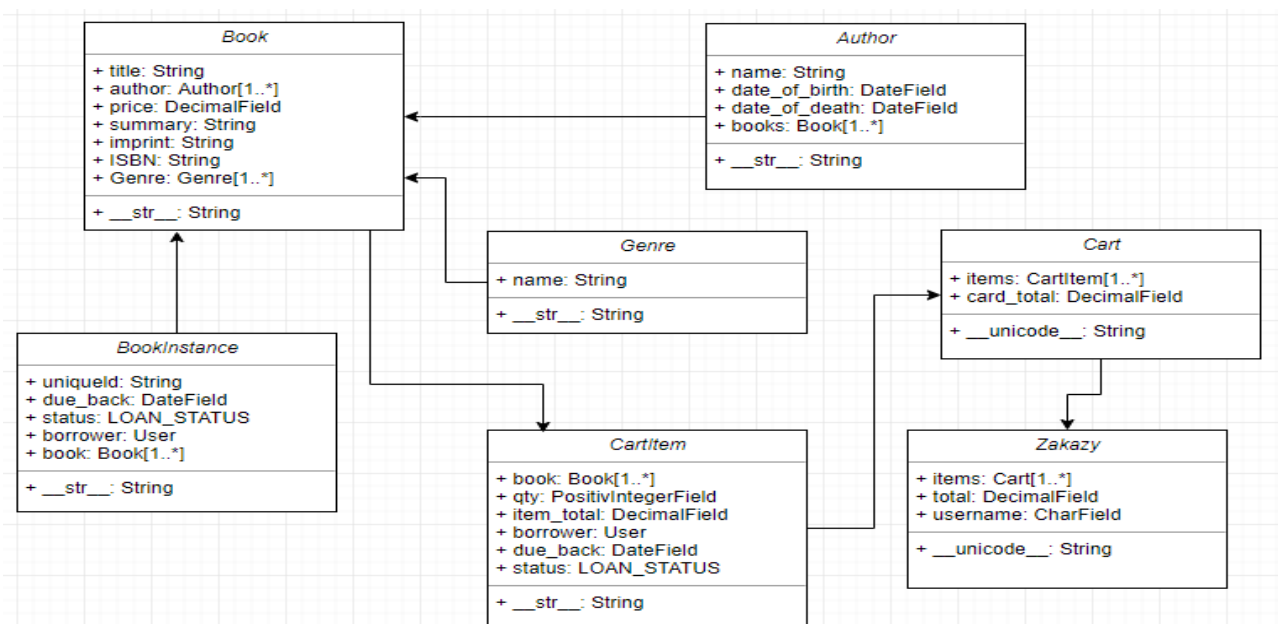 Book
+ title: String
+ author: Author[1..*]
+ price: DecimalField
+ summary: String
+ imprint: String
+ ISBN: String
+ Genre: Genre[1..*]
+ __str__: String
Author
+ name: String
+ date_of_birth: DateField
+ date_of_death: DateField
+ books: Book[1..*]
+ __str__: String
Genre
+ name: String
+ __str__: String
Cart
+ items: CartItem[1..*]
+ card_total: DecimalField
+ __unicode__: String
BookInstance
+ uniqueId: String
+ due_back: DateField
+ status: LOAN_STATUS
+ borrower: User
+ book: Book[1..*]
+ __str__: String
CartItem
+ book: Book[1..*]
+ qty: PositivIntegerField
+ item_total: DecimalField
+ borrower: User
+ due_back: DateField
+ status: LOAN_STATUS
+ __str__: String
Zakazy
+ items: Cart[1..*]
+ total: DecimalField
+ username: CharField
+ __unicode__: String